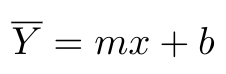 Y̅ = mx + b